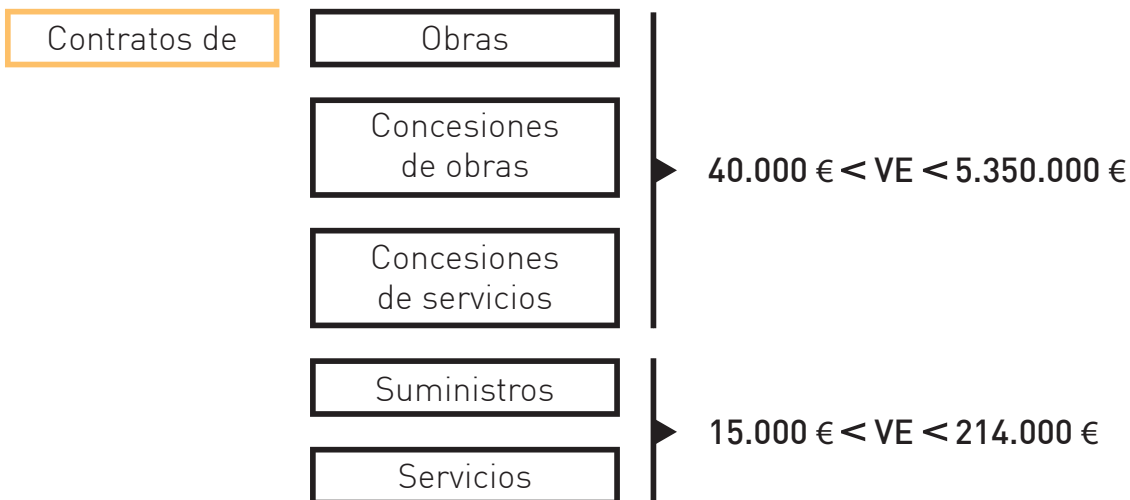 Contratos de
Obras
Concesiones
de obras
40.000 € < VE < 5.350.000 €
Concesiones
de servicios
Suministros
15.000 € < VE < 214.000 €
Servicios